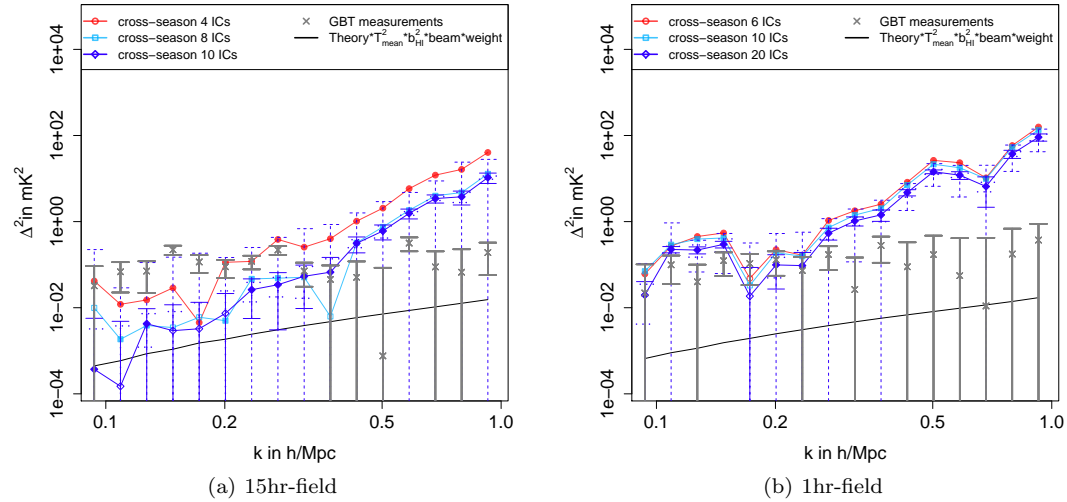 cross-season 4 ICs
cross-season 8 ICs
cross-season 10 ICs
GBT measurements
Theory*T²mean*b²HI*beam*weight
1e+04
1e+02
1e+00
1e−02
1e−04
Δ²in mK²
0.1
0.2
0.5
1.0
k in h/Mpc
(a) 15hr-field
cross-season 6 ICs
cross-season 10 ICs
cross-season 20 ICs
GBT measurements
Theory*T²mean*b²HI*beam*weight
1e+04
1e+02
1e+00
1e−02
1e−04
Δ²in mK²
0.1
0.2
0.5
1.0
k in h/Mpc
(b) 1hr-field